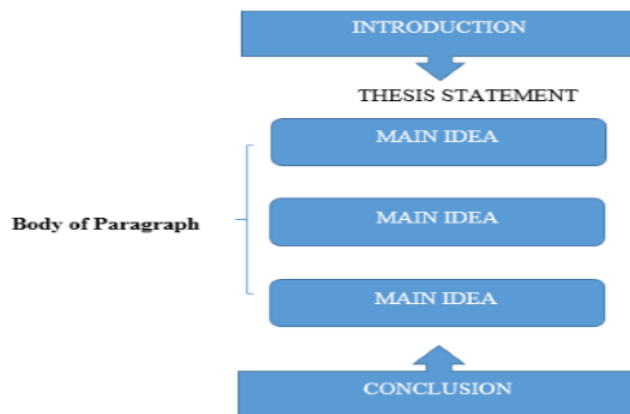 INTRODUCTION
THESIS STATEMENT
MAIN IDEA
Body of Paragraph
MAIN IDEA
MAIN IDEA
CONCLUSION